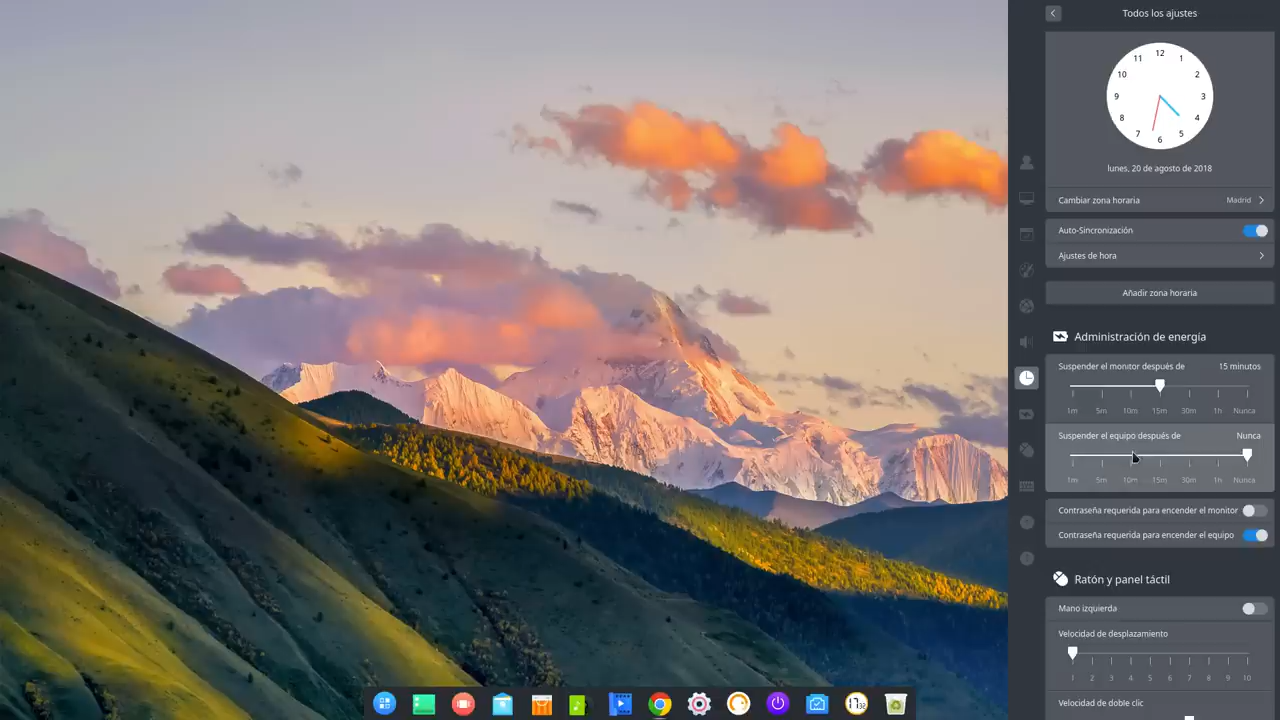 Todos los ajustes
12
11 1
10 2
9 3
8 4
7 5
6
lunes, 20 de agosto de 2018
Cambiar zona horaria Madrid
Auto-Sincronización
Ajustes de hora
Añadir zona horaria
Administración de energía
Suspender el monitor después de 15 minutos
1m 5m 10m 15m 30m 1h Nunca
Suspender el equipo después de Nunca
1m 5m 10m 15m 30m 1h Nunca
Contraseña requerida para encender el monitor
Contraseña requerida para encender el equipo
Ratón y panel táctil
Mano izquierda
Velocidad de desplazamiento
1 2 3 4 5 6 7 8 9 10
Velocidad de doble clic
17 32